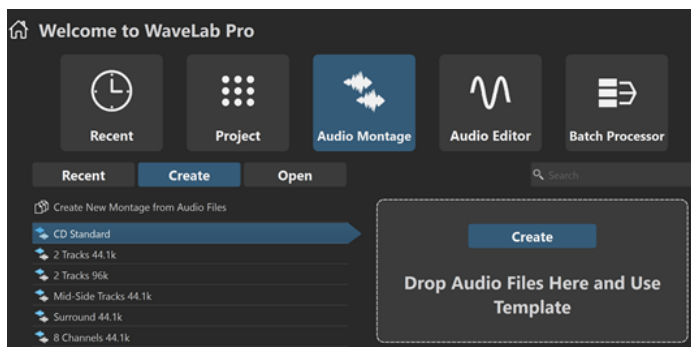 Welcome to WaveLab Pro
Recent
Project
Audio Montage
Audio Editor
Batch Processor
Recent
Create
Open
Search
Create New Montage from Audio Files
CD Standard
2 Tracks 44.1k
2 Tracks 96k
Mid-Side Tracks 44.1k
Surround 44.1k
8 Channels 44.1k
Create
Drop Audio Files Here and Use
Template